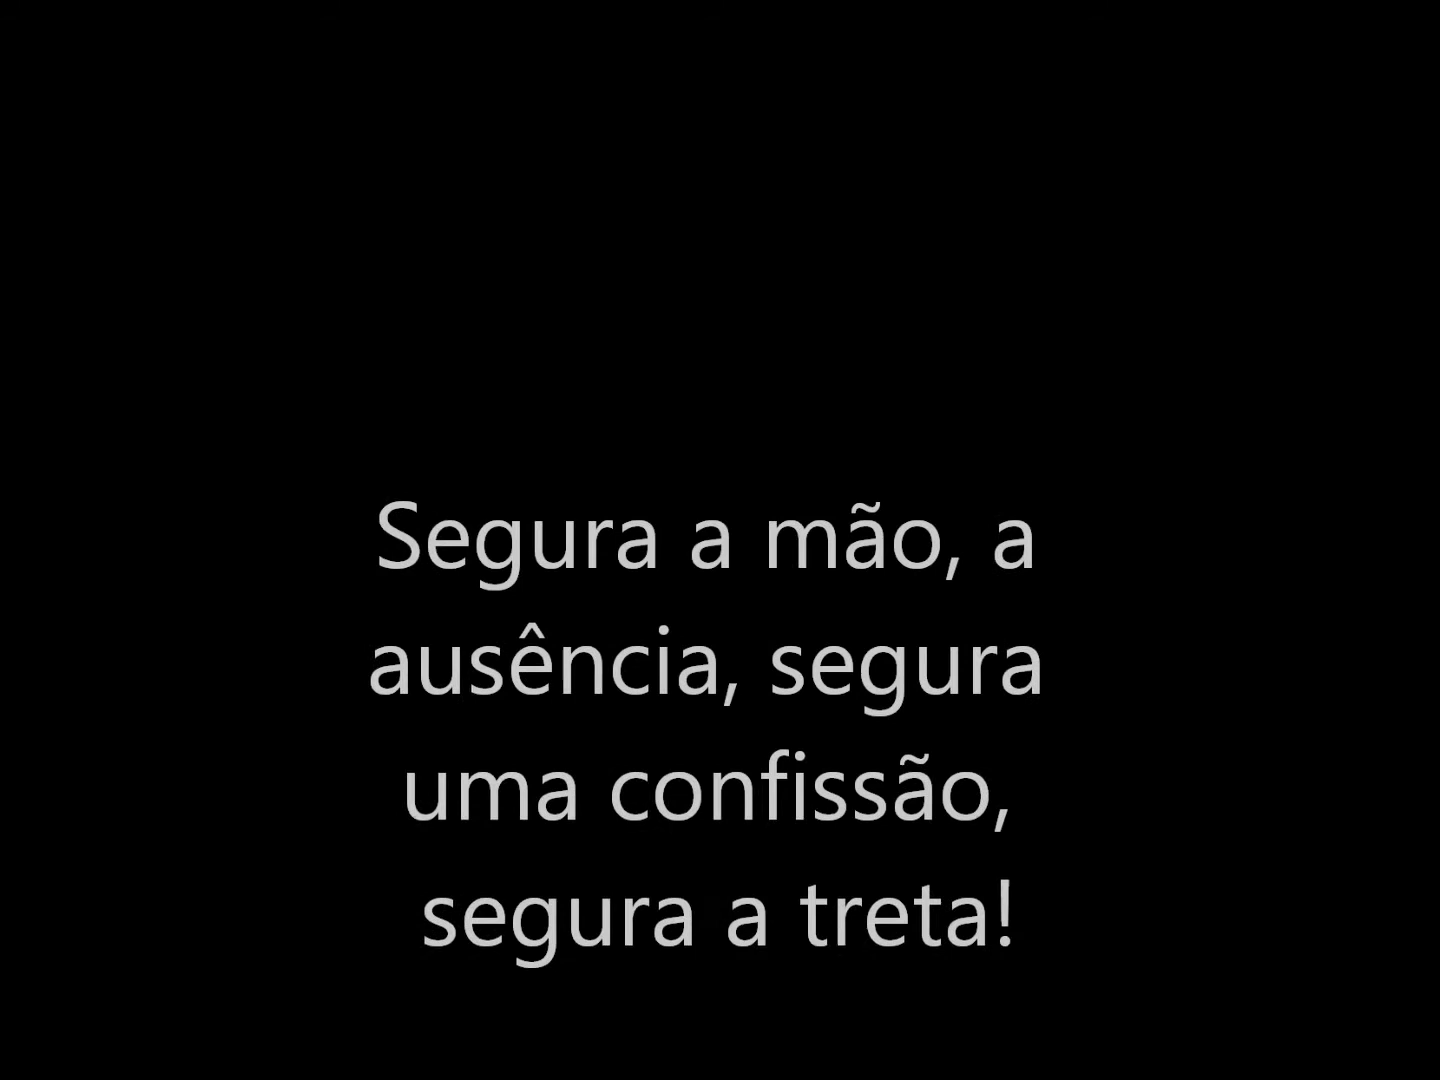 Segura a mão, a
ausência, segura
uma confissão,
segura a treta!